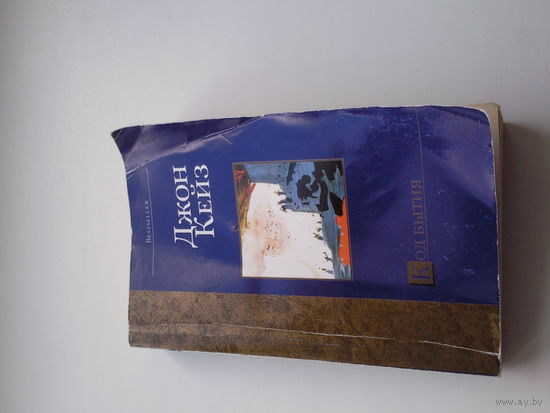 BESTSELLER
ДЖОН
КЕЙЗ
КОД БЫТИЯ
www.ay.by